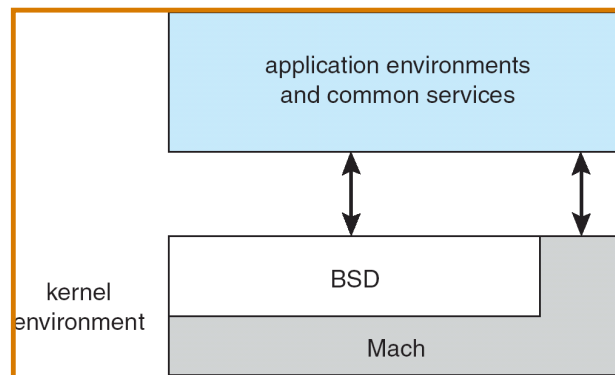 application environments
and common services
BSD
kernel
environment
Mach